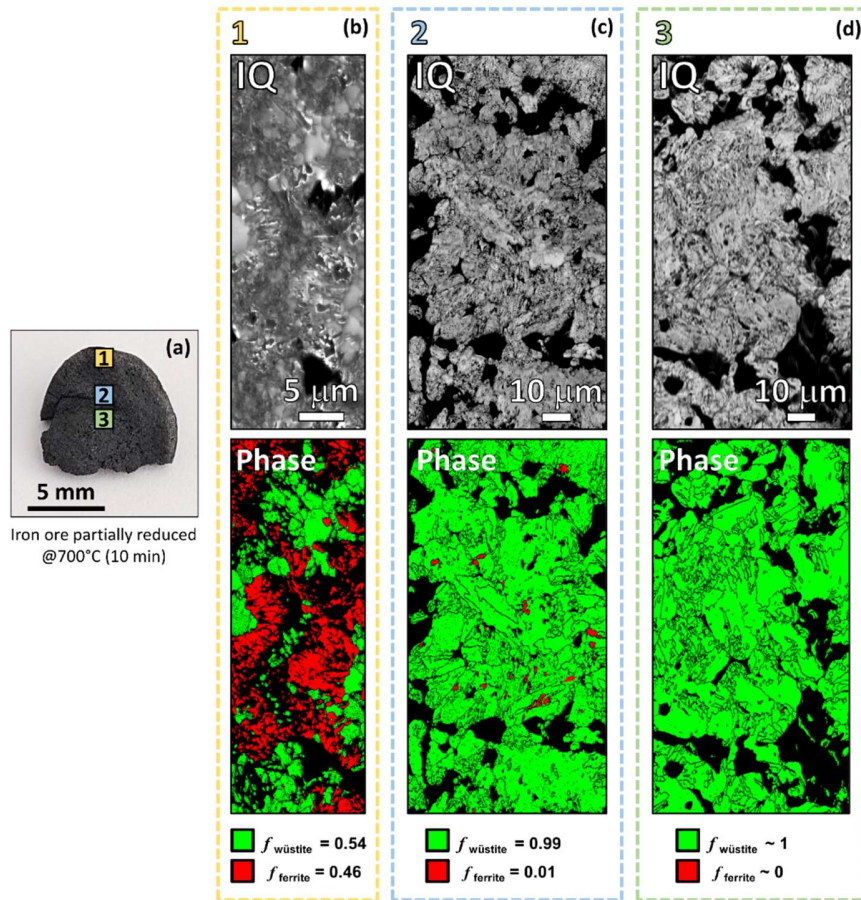 (a)
1
2
3
5 mm
Iron ore partially reduced
@700°C (10 min)
1 (b)
IQ
5 μm
Phase
f wüstite = 0.54
f ferrite = 0.46
2 (c)
IQ
10 μm
Phase
f wüstite = 0.99
f ferrite = 0.01
3 (d)
IQ
10 μm
Phase
f wüstite ~ 1
f ferrite ~ 0